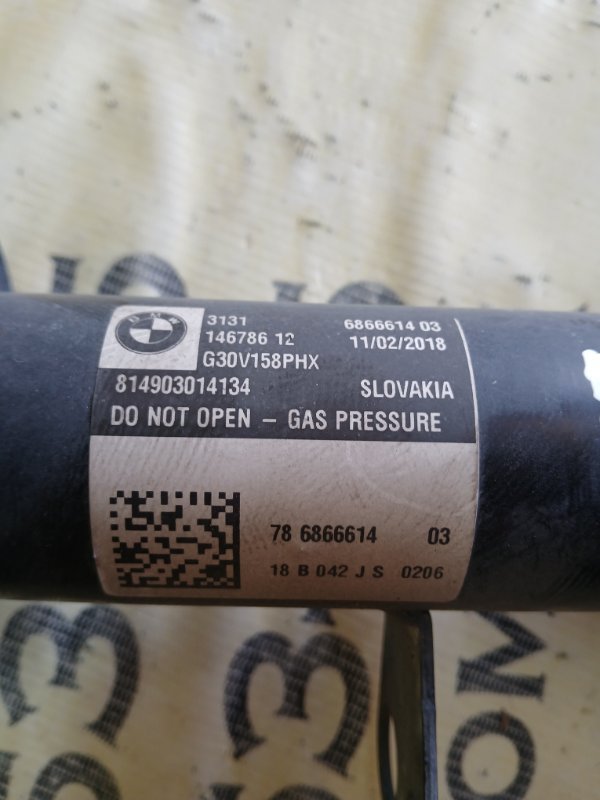 BMW
3131
6866614 03
146786 12
11/02/2018
G30V158PHX
814903014134
SLOVAKIA
DO NOT OPEN - GAS PRESSURE
78 6866614
03
18 B 042 J S 0206